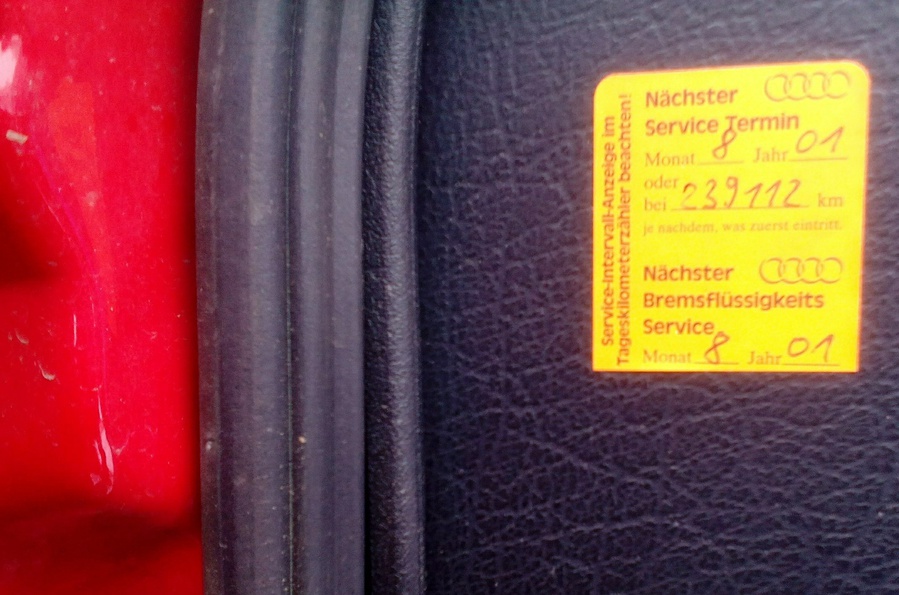 Service-Intervall-Anzeige im
Tageskilometerzähler beachten!
Nächster
Service Termin
Monat 8 Jahr 01
oder
bei 239112 km
je nachdem, was zuerst eintritt.
Nächster
Bremsflüssigkeits
Service
Monat 8 Jahr 01